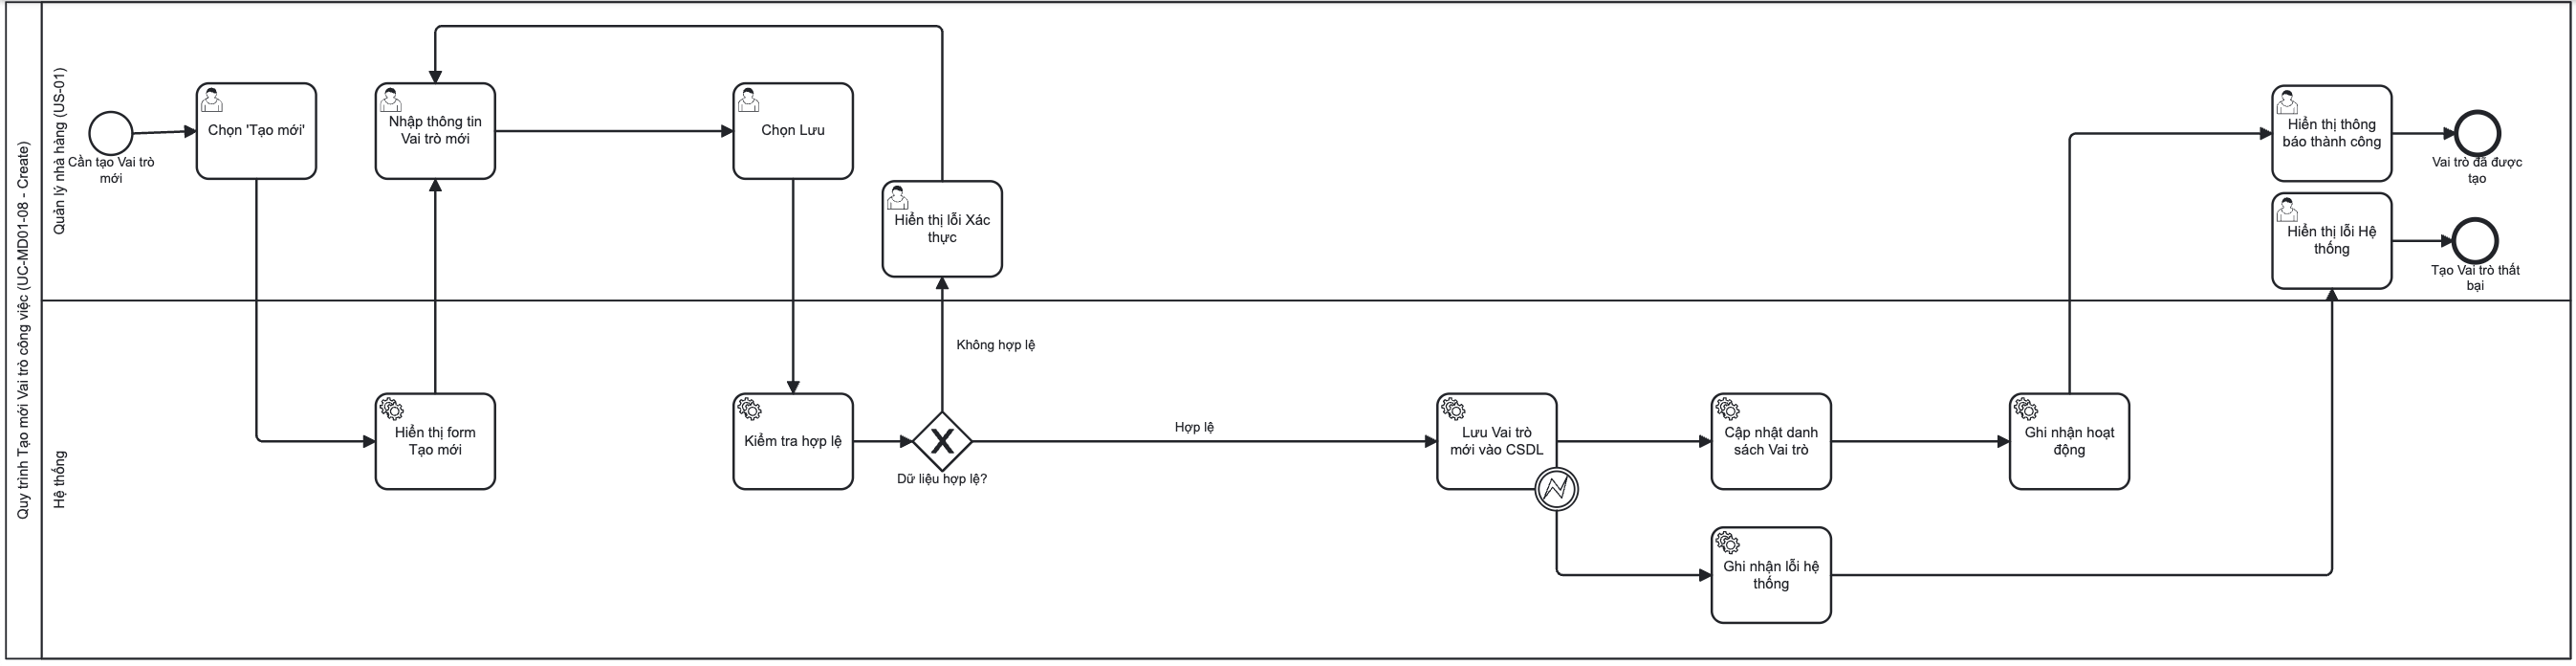 Quy trình Tạo mới Vai trò công việc (UC-MD01-08 - Create)
Quản lý nhà hàng (US-01)
Cần tạo Vai trò
mới
Chọn 'Tạo mới'
Nhập thông tin
Vai trò mới
Chọn Lưu
Hiển thị lỗi Xác
thực
Hiển thị thông
báo thành công
Vai trò đã được
tạo
Hiển thị lỗi Hệ
thống
Tạo Vai trò thất
bại
Hệ thống
Hiển thị form
Tạo mới
Kiểm tra hợp lệ
Không hợp lệ
Dữ liệu hợp lệ?
Hợp lệ
Lưu Vai trò
mới vào CSDL
Cập nhật danh
sách Vai trò
Ghi nhận hoạt
động
Ghi nhận lỗi hệ
thống